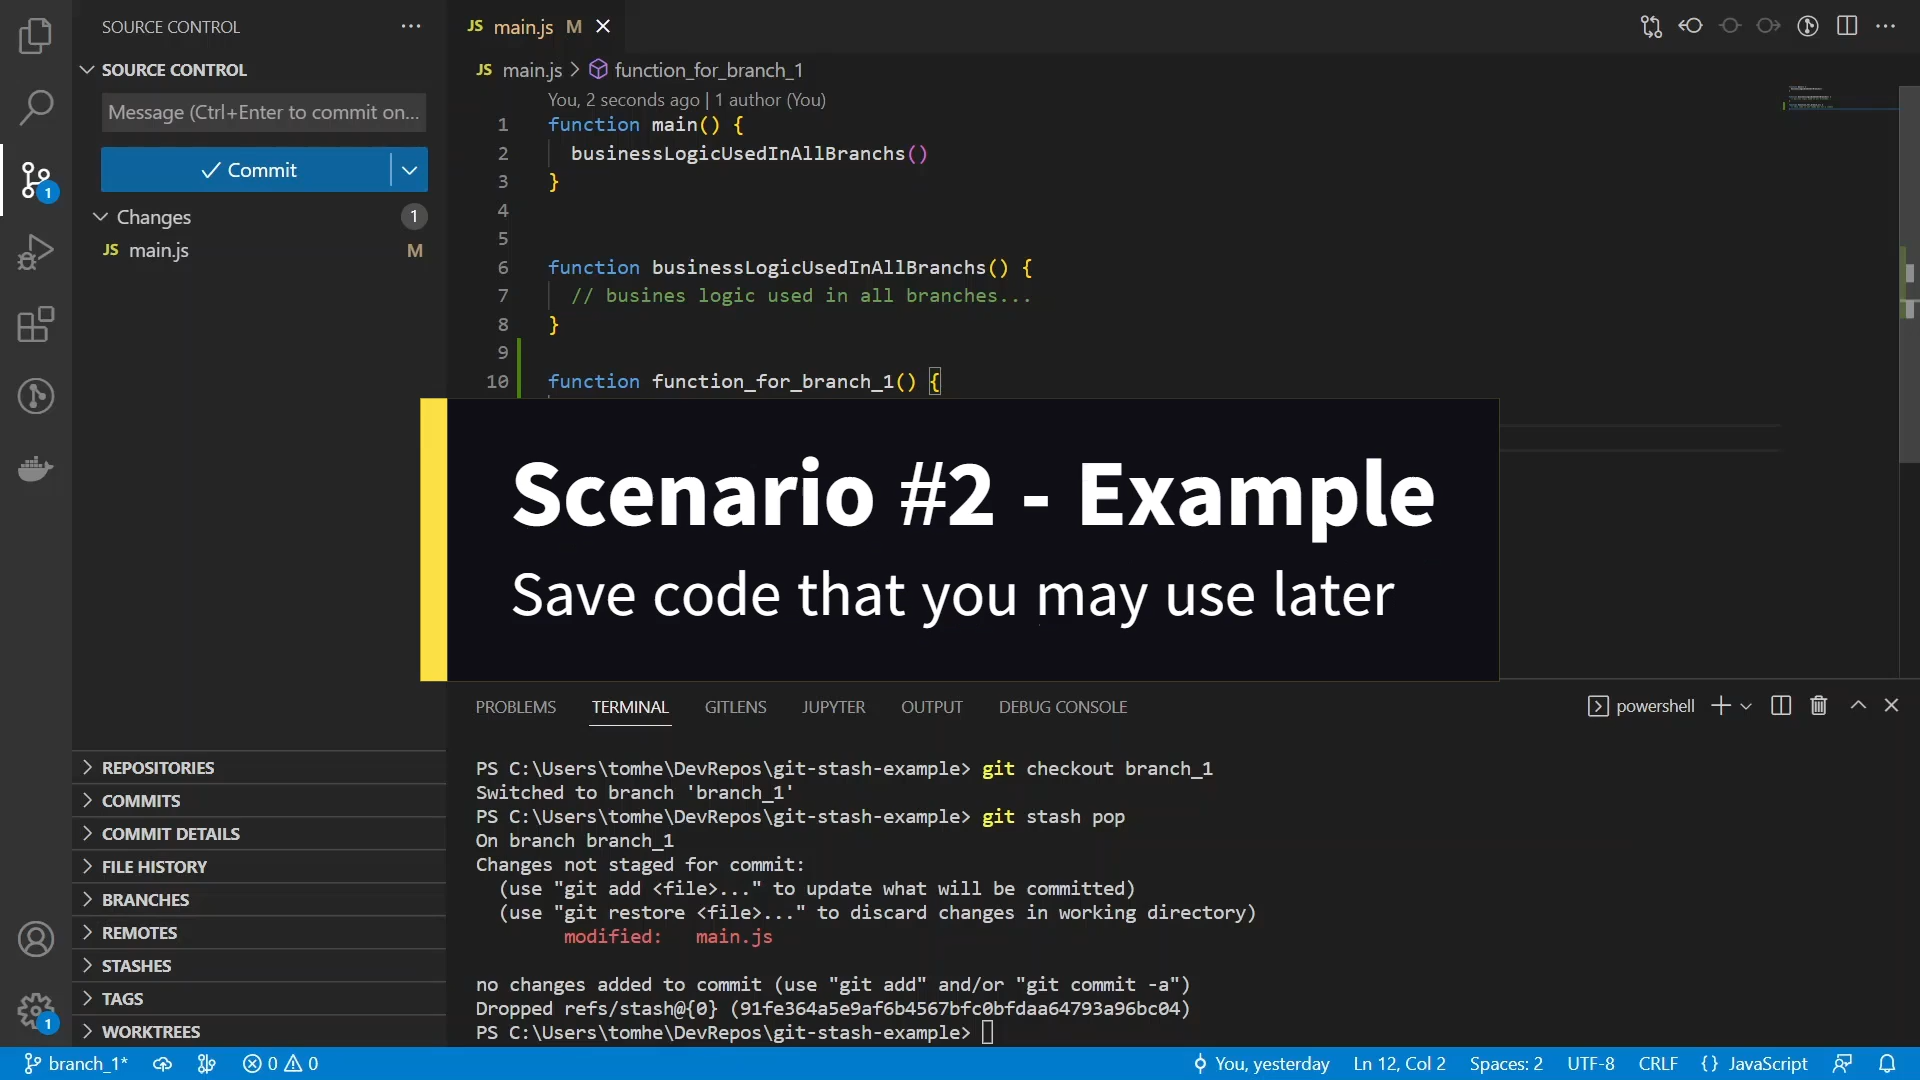 SOURCE CONTROL
SOURCE CONTROL
Message (Ctrl+Enter to commit on...
Commit
Changes 1
JS main.js M
1
REPOSITORIES
COMMITS
COMMIT DETAILS
FILE HISTORY
BRANCHES
REMOTES
STASHES
TAGS
WORKTREES
1
JS main.js M
JS main.js > function_for_branch_1
You, 2 seconds ago | 1 author (You)
1 function main() {
2 businessLogicUsedInAllBranchs()
3 }
4
5
6 function businessLogicUsedInAllBranchs() {
7 // busines logic used in all branches...
8 }
9
10 function function_for_branch_1() {
Scenario #2 - Example
Save code that you may use later
PROBLEMS TERMINAL GITLENS JUPYTER OUTPUT DEBUG CONSOLE powershell
PS C:\Users\tomhe\DevRepos\git-stash-example> git checkout branch_1
Switched to branch 'branch_1'
PS C:\Users\tomhe\DevRepos\git-stash-example> git stash pop
On branch branch_1
Changes not staged for commit:
(use "git add <file>..." to update what will be committed)
(use "git restore <file>..." to discard changes in working directory)
modified: main.js
no changes added to commit (use "git add" and/or "git commit -a")
Dropped refs/stash@{0} (91fe364a5e9af6b4567bfc0bfdaa64793a96bc04)
PS C:\Users\tomhe\DevRepos\git-stash-example>
branch_1* 0 0 You, yesterday Ln 12, Col 2 Spaces: 2 UTF-8 CRLF {} JavaScript